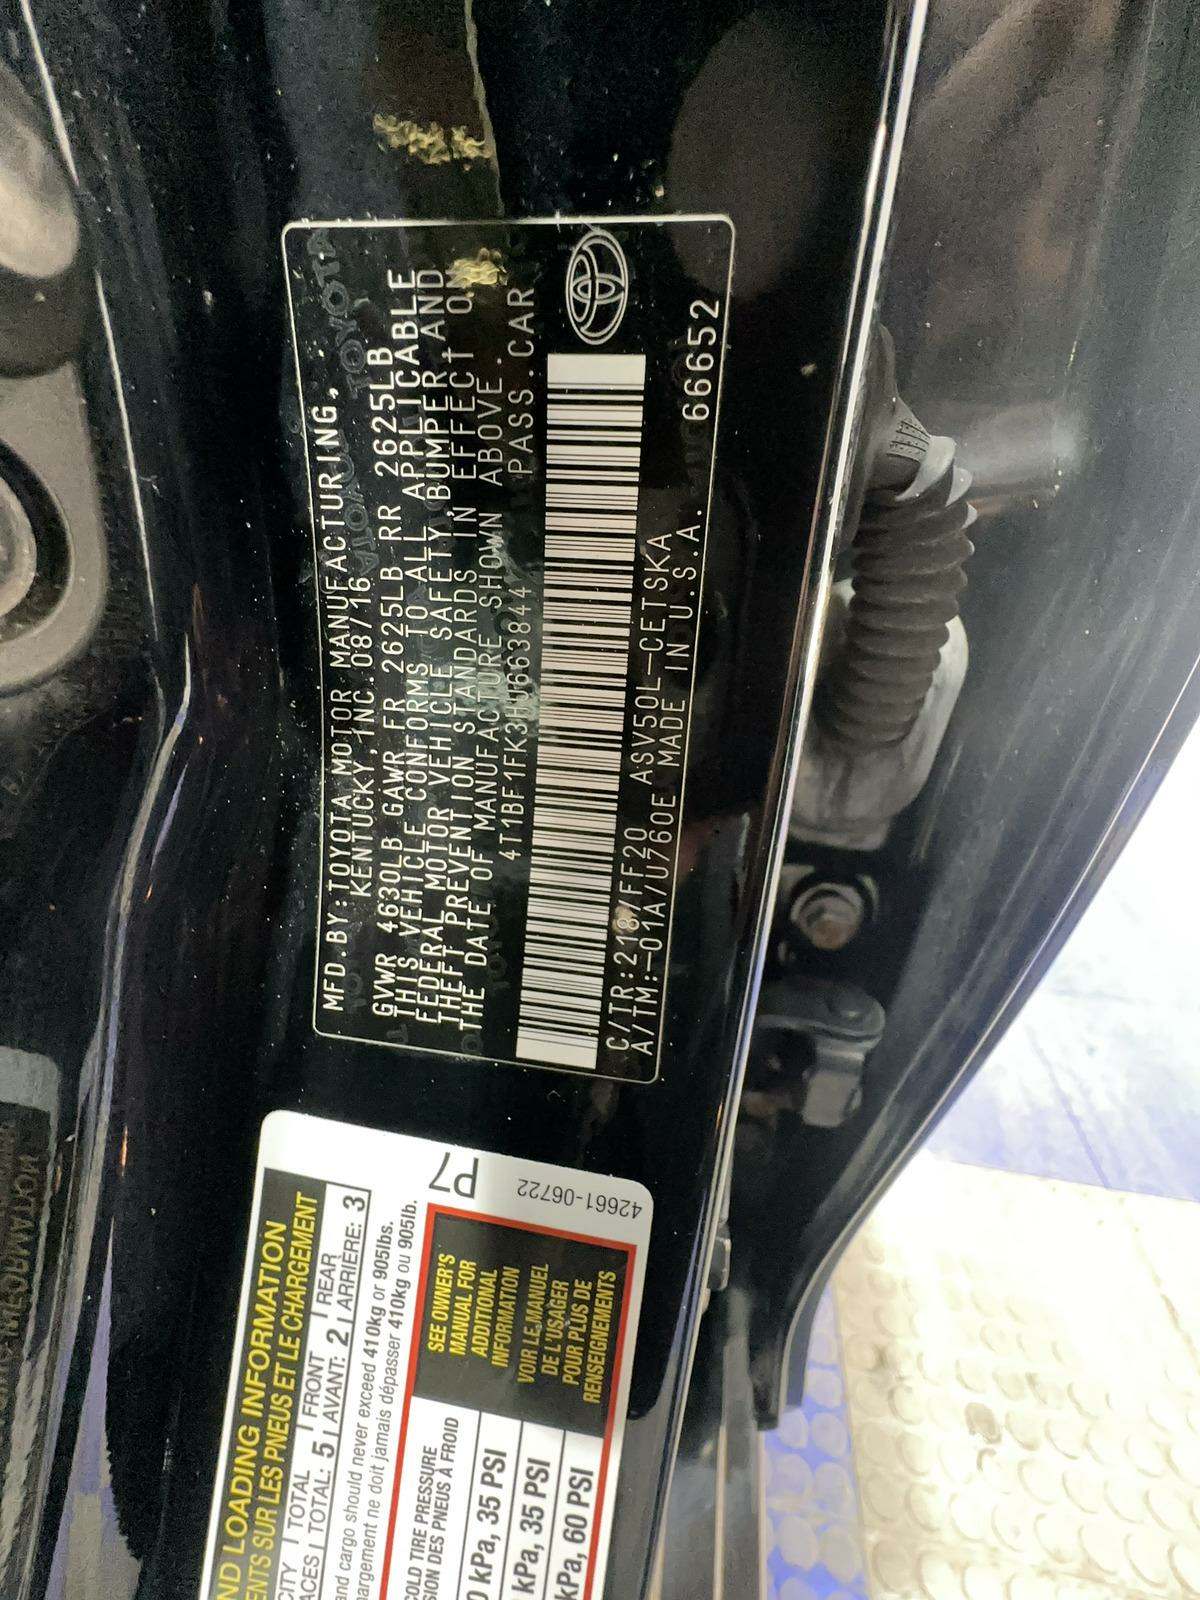 MFD.BY:TOYOTA MOTOR MANUFACTURING,
KENTUCKY,INC.08/16
GVWR 4630LB GAWR FR 2625LB RR 2625LB
THIS VEHICLE CONFORMS TO ALL APPLICABLE
FEDERAL MOTOR VEHICLE SAFETY,BUMPER,AND
THEFT PREVENTION STANDARDS IN EFFECT ON
THE DATE OF MANUFACTURE SHOWN ABOVE.
4T1BF1FK3HU663844 PASS.CAR
C/TR:218/FF20 ASV50L-CETSKA
A/TM:-01A/U760E MADE IN U.S.A. 66652
P7
42661-06722
LOADING INFORMATION
SUR LES PNEUS ET LE CHARGEMENT
TOTAL FRONT REAR
TOTAL: 5 AVANT: 2 ARRIÈRE: 3
and cargo should never exceed 410kg or 905lbs.
ne doit jamais dépasser 410kg ou 905lb.
COLD TIRE PRESSURE
DES PNEUS À FROID
kPa, 35 PSI
kPa, 35 PSI
kPa, 60 PSI
SEE OWNER'S
MANUAL FOR
ADDITIONAL
INFORMATION
VOIR LE MANUEL
DE L'USAGER
POUR PLUS DE
RENSEIGNEMENTS